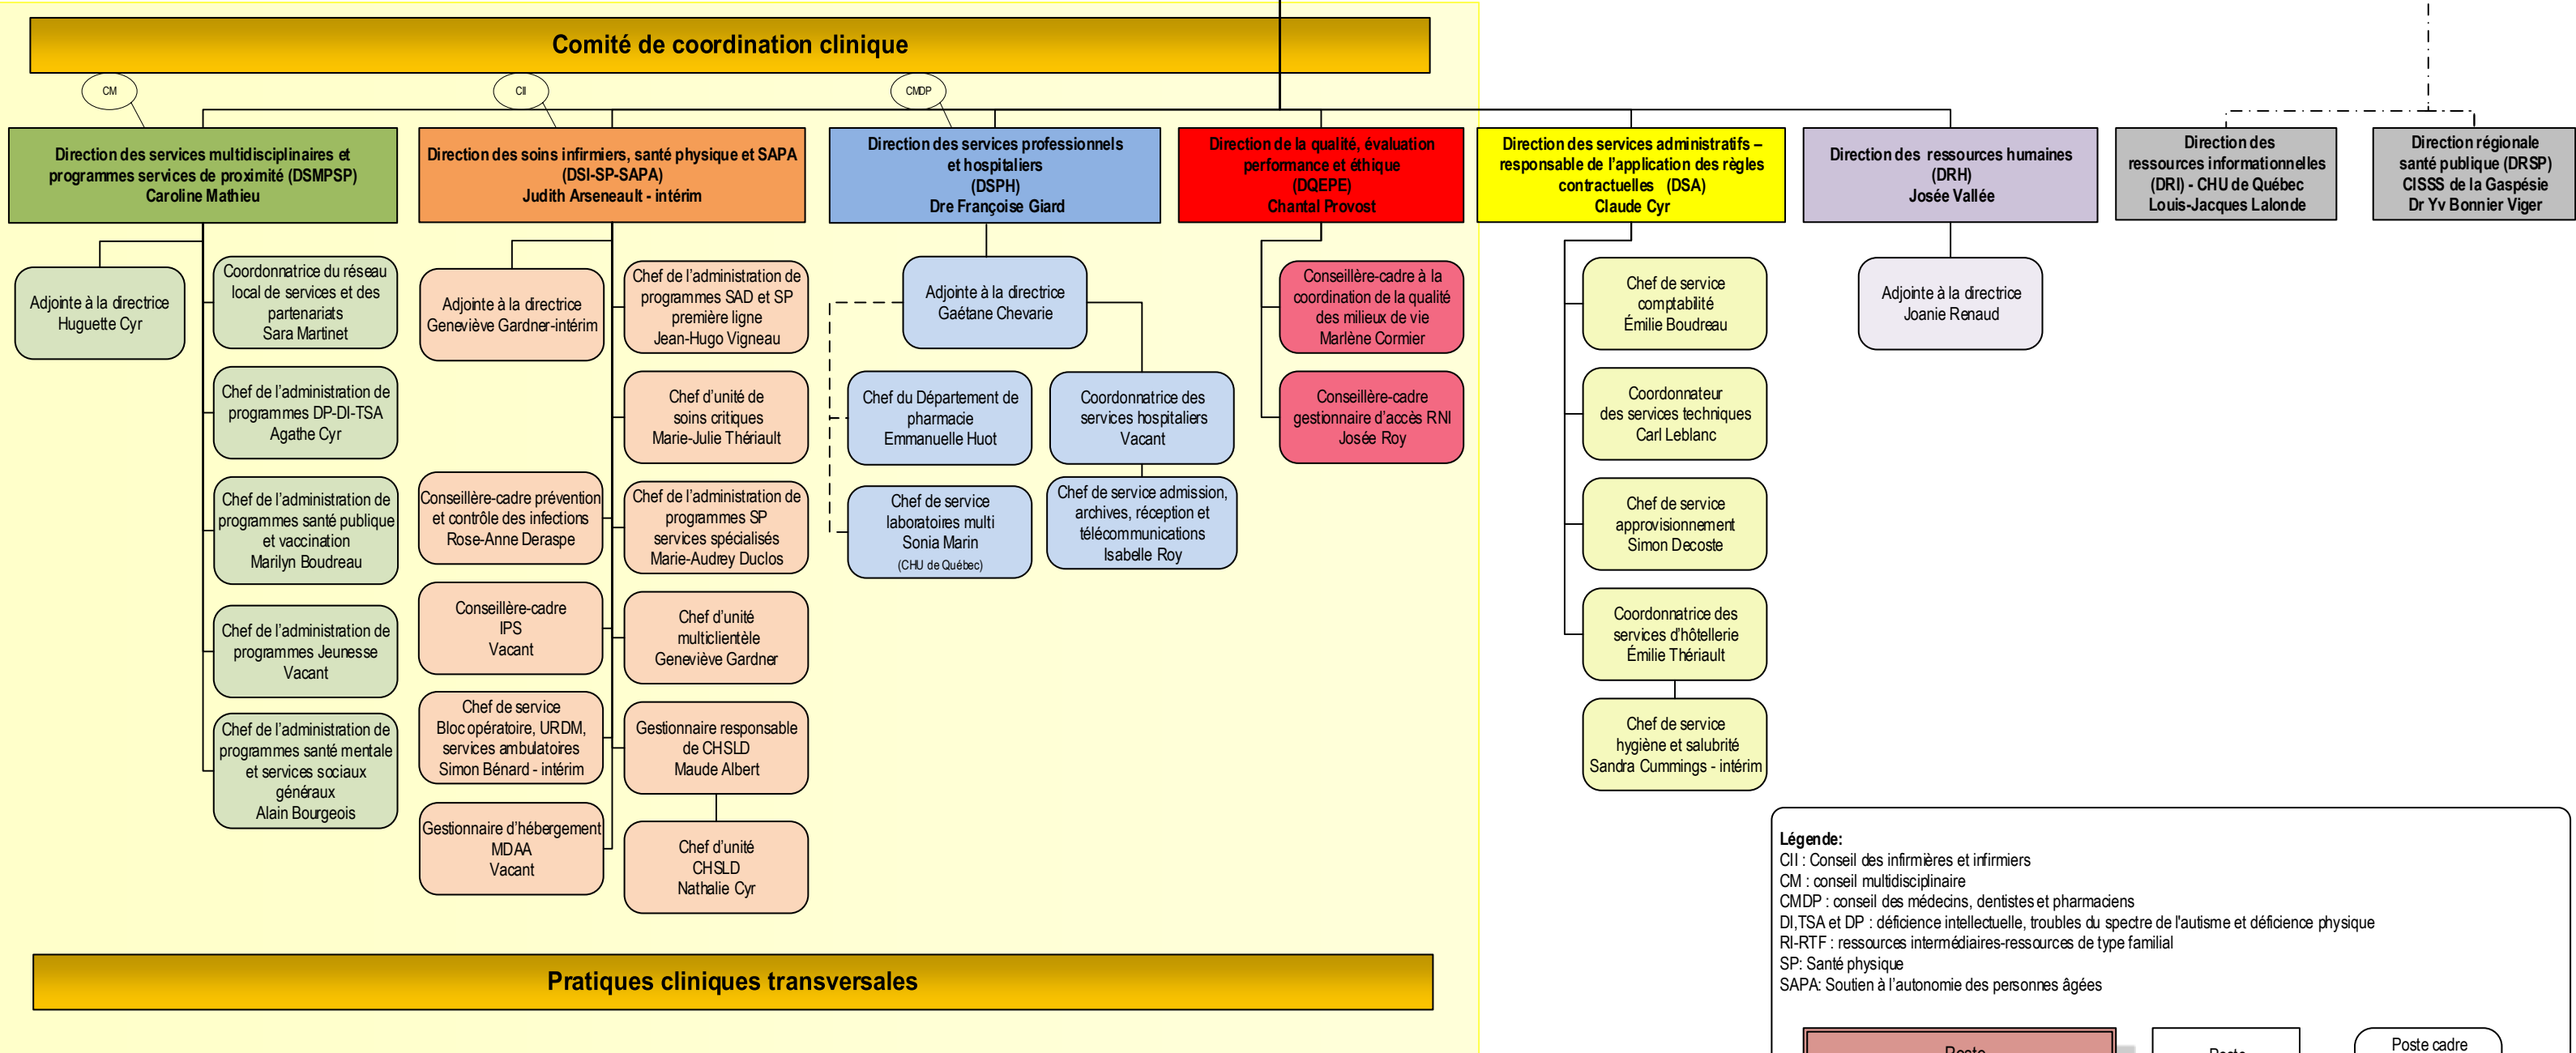 Comité de coordination clinique
CM
CII
CMDP
Direction des services multidisciplinaires et
programmes services de proximité (DSMPSP)
Caroline Mathieu
Direction des soins infirmiers, santé physique et SAPA
(DSI-SP-SAPA)
Judith Arseneault - intérim
Direction des services professionnels
et hospitaliers
(DSPH)
Dre Françoise Giard
Direction de la qualité, évaluation
performance et éthique
(DQEPE)
Chantal Provost
Direction des services administratifs –
responsable de l'application des règles
contractuelles (DSA)
Claude Cyr
Direction des ressources humaines
(DRH)
Josée Vallée
Direction des
ressources informationnelles
(DRI) - CHU de Québec
Louis-Jacques Lalonde
Direction régionale
santé publique (DRSP)
CISSS de la Gaspésie
Dr Yv Bonnier Viger
Adjointe à la directrice
Huguette Cyr
Coordonnatrice du réseau
local de services et des
partenariats
Sara Martinet
Chef de l'administration de
programmes DP-DI-TSA
Agathe Cyr
Chef de l'administration de
programmes santé publique
et vaccination
Marilyn Boudreau
Chef de l'administration de
programmes Jeunesse
Vacant
Chef de l'administration de
programmes santé mentale
et services sociaux
généraux
Alain Bourgeois
Adjointe à la directrice
Geneviève Gardner-intérim
Conseillère-cadre prévention
et contrôle des infections
Rose-Anne Deraspe
Conseillère-cadre
IPS
Vacant
Chef de service
Bloc opératoire, URDM,
services ambulatoires
Simon Bénard - intérim
Gestionnaire d'hébergement
MDAA
Vacant
Chef de l'administration de
programmes SAD et SP
première ligne
Jean-Hugo Vigneau
Chef d'unité de
soins critiques
Marie-Julie Thériault
Chef de l'administration de
programmes SP
services spécialisés
Marie-Audrey Duclos
Chef d'unité
multiclientèle
Geneviève Gardner
Gestionnaire responsable
de CHSLD
Maude Albert
Chef d'unité
CHSLD
Nathalie Cyr
Adjointe à la directrice
Gaétane Chevarie
Chef du Département de
pharmacie
Emmanuelle Huot
Chef de service
laboratoires multi
Sonia Marin
(CHU de Québec)
Coordonnatrice des
services hospitaliers
Vacant
Chef de service admission,
archives, réception et
télécommunications
Isabelle Roy
Conseillère-cadre à la
coordination de la qualité
des milieux de vie
Marlène Cormier
Conseillère-cadre
gestionnaire d'accès RNI
Josée Roy
Chef de service
comptabilité
Émilie Boudreau
Coordonnateur
des services techniques
Carl Leblanc
Chef de service
approvisionnement
Simon Decoste
Coordonnatrice des
services d'hôtellerie
Émilie Thériault
Chef de service
hygiène et salubrité
Sandra Cummings - intérim
Adjointe à la directrice
Joanie Renaud
Pratiques cliniques transversales
Légende:
CII : Conseil des infirmières et infirmiers
CM : conseil multidisciplinaire
CMDP : conseil des médecins, dentistes et pharmaciens
DI,TSA et DP : déficience intellectuelle, troubles du spectre de l'autisme et déficience physique
RI-RTF : ressources intermédiaires-ressources de type familial
SP: Santé physique
SAPA: Soutien à l'autonomie des personnes âgées
Poste
Poste
Poste cadre